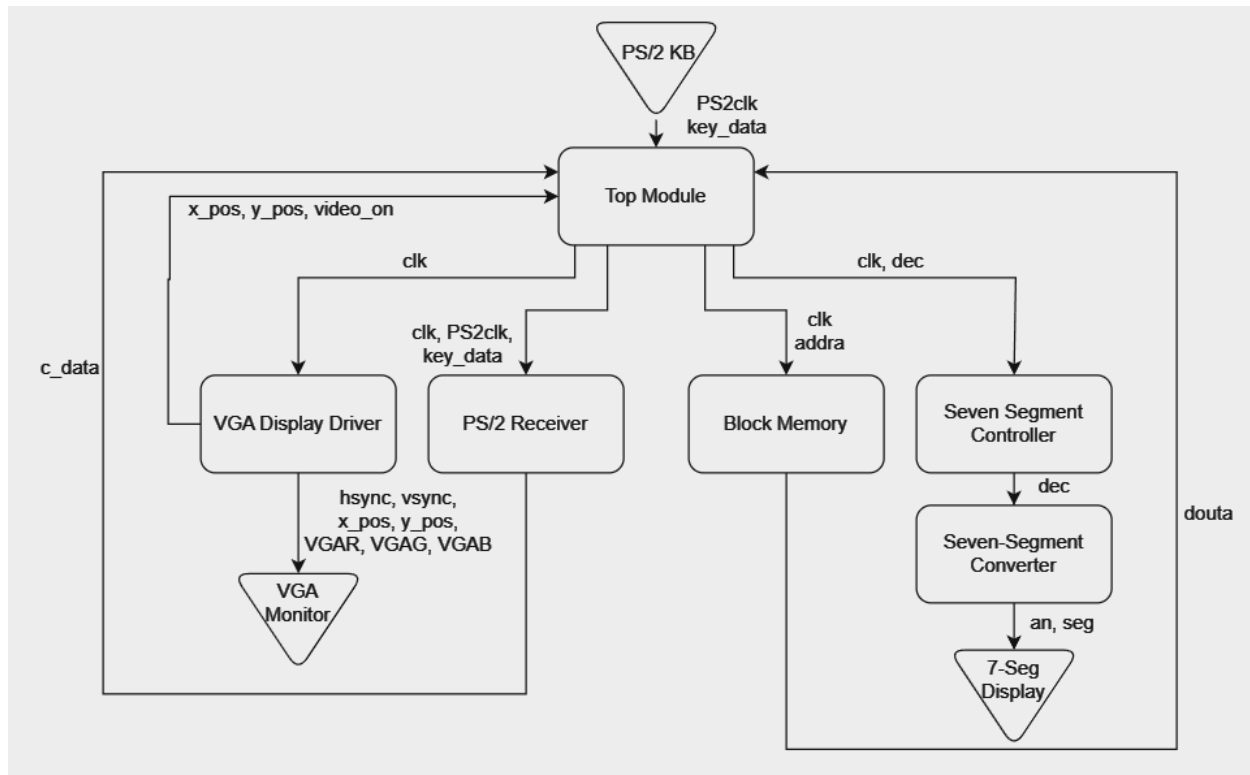 PS/2 KB
PS2clk
key_data
Top Module
x_pos, y_pos, video_on
clk
clk, dec
clk, PS2clk,
key_data
clk
addra
c_data
VGA Display Driver
PS/2 Receiver
Block Memory
Seven Segment
Controller
dec
hsync, vsync,
x_pos, y_pos,
VGAR, VGAG, VGAB
douta
Seven-Segment
Converter
VGA
Monitor
an, seg
7-Seg
Display